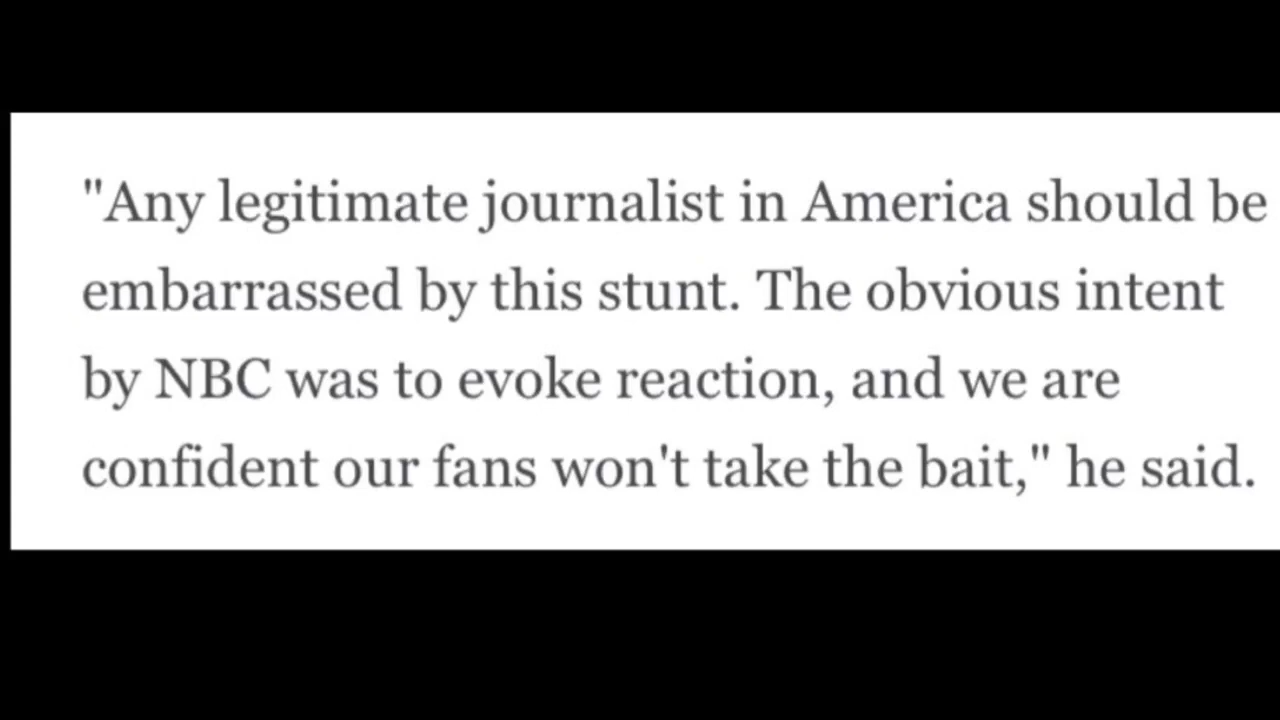 "Any legitimate journalist in America should be
embarrassed by this stunt. The obvious intent
by NBC was to evoke reaction, and we are
confident our fans won't take the bait," he said.